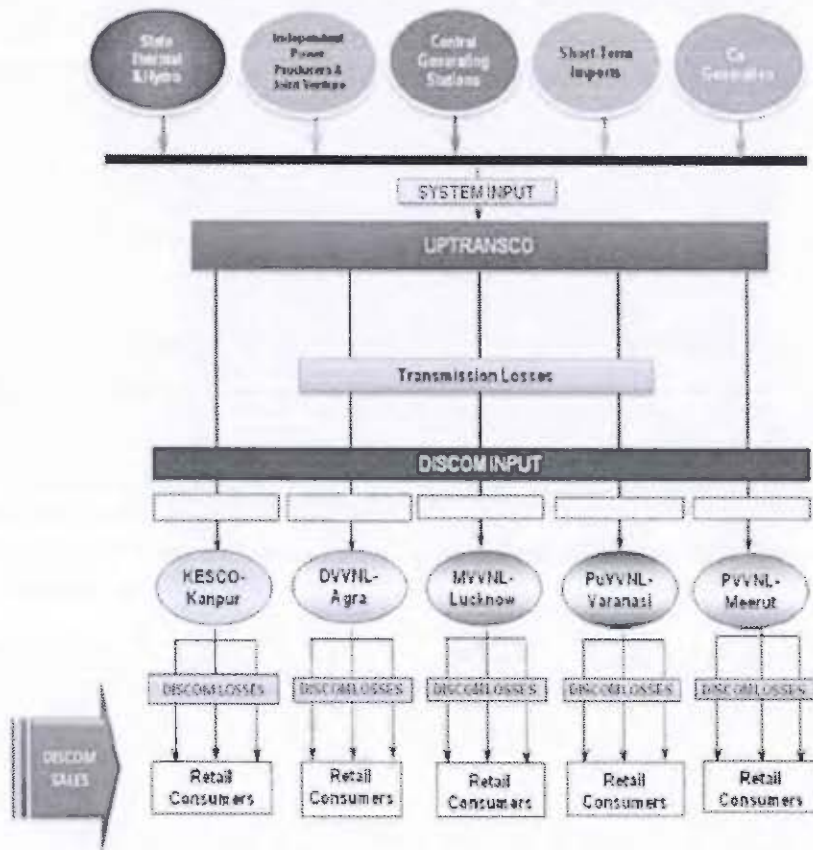 State
Thermal
& Hydro
Independent
Power
Producers &
Joint Venture
Central
Generating
Stations
Short Term
Imports
Co
Generation
SYSTEM INPUT
UPTRANSCO
Transmission Losses
DISCOM INPUT
KESCO-
Kanpur
DVVNL-
Agra
MVVNL-
Lucknow
PuVVNL-
Varanasi
PVVNL-
Meerut
DISCOM LOSSES
DISCOM LOSSES
DISCOM LOSSES
DISCOM LOSSES
DISCOM LOSSES
DISCOM
SALES
Retail
Consumers
Retail
Consumers
Retail
Consumers
Retail
Consumers
Retail
Consumers